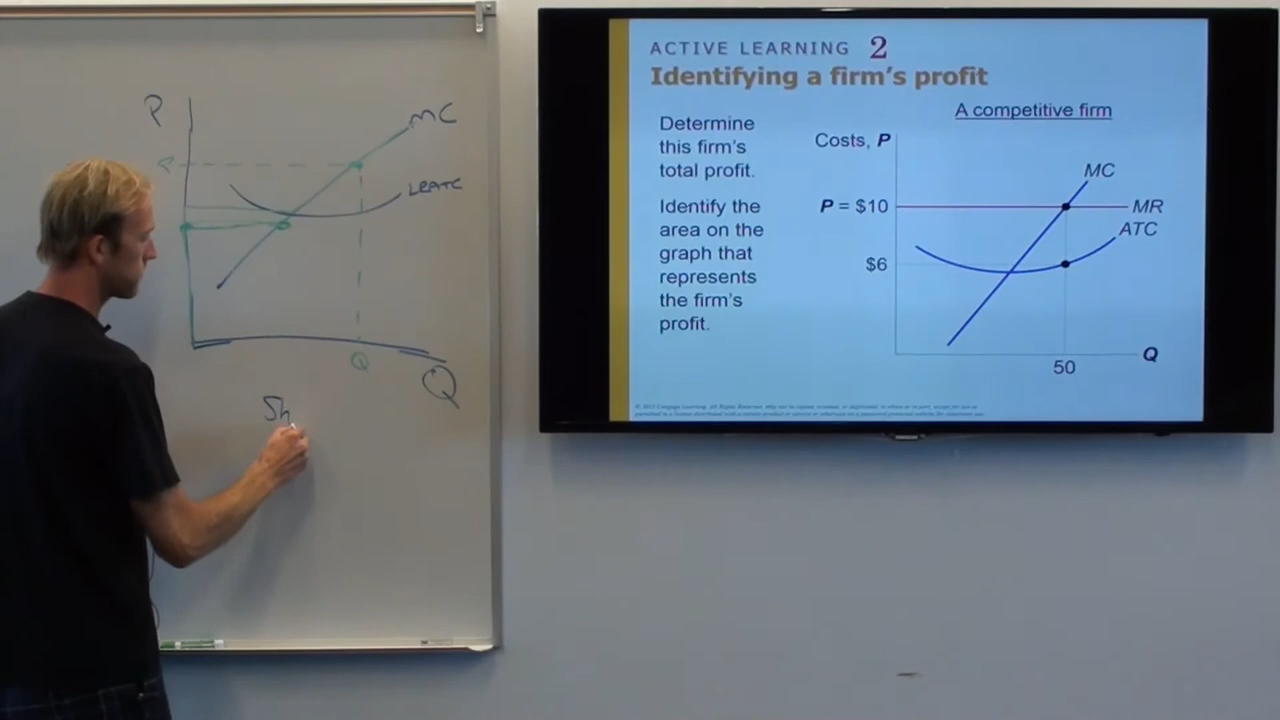 P
MC
LRATC
P
Q
Q
Sh
ACTIVE LEARNING 2
Identifying a firm's profit
A competitive firm
Determine
this firm's
total profit.
Identify the
area on the
graph that
represents
the firm's
profit.
Costs, P
MC
P = $10
MR
ATC
$6
Q
50